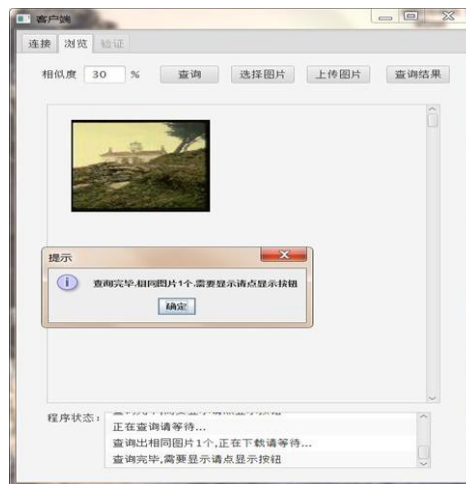 客户端
连接 浏览 验证
相似度 30 % 查询 选择图片 上传图片 查询结果
提示
查询完毕,相同图片1个,需要显示请点显示按钮
确定
程序状态:
正在查询请等待...
查询出相同图片1个,正在下载请等待...
查询完毕,需要显示请点显示按钮